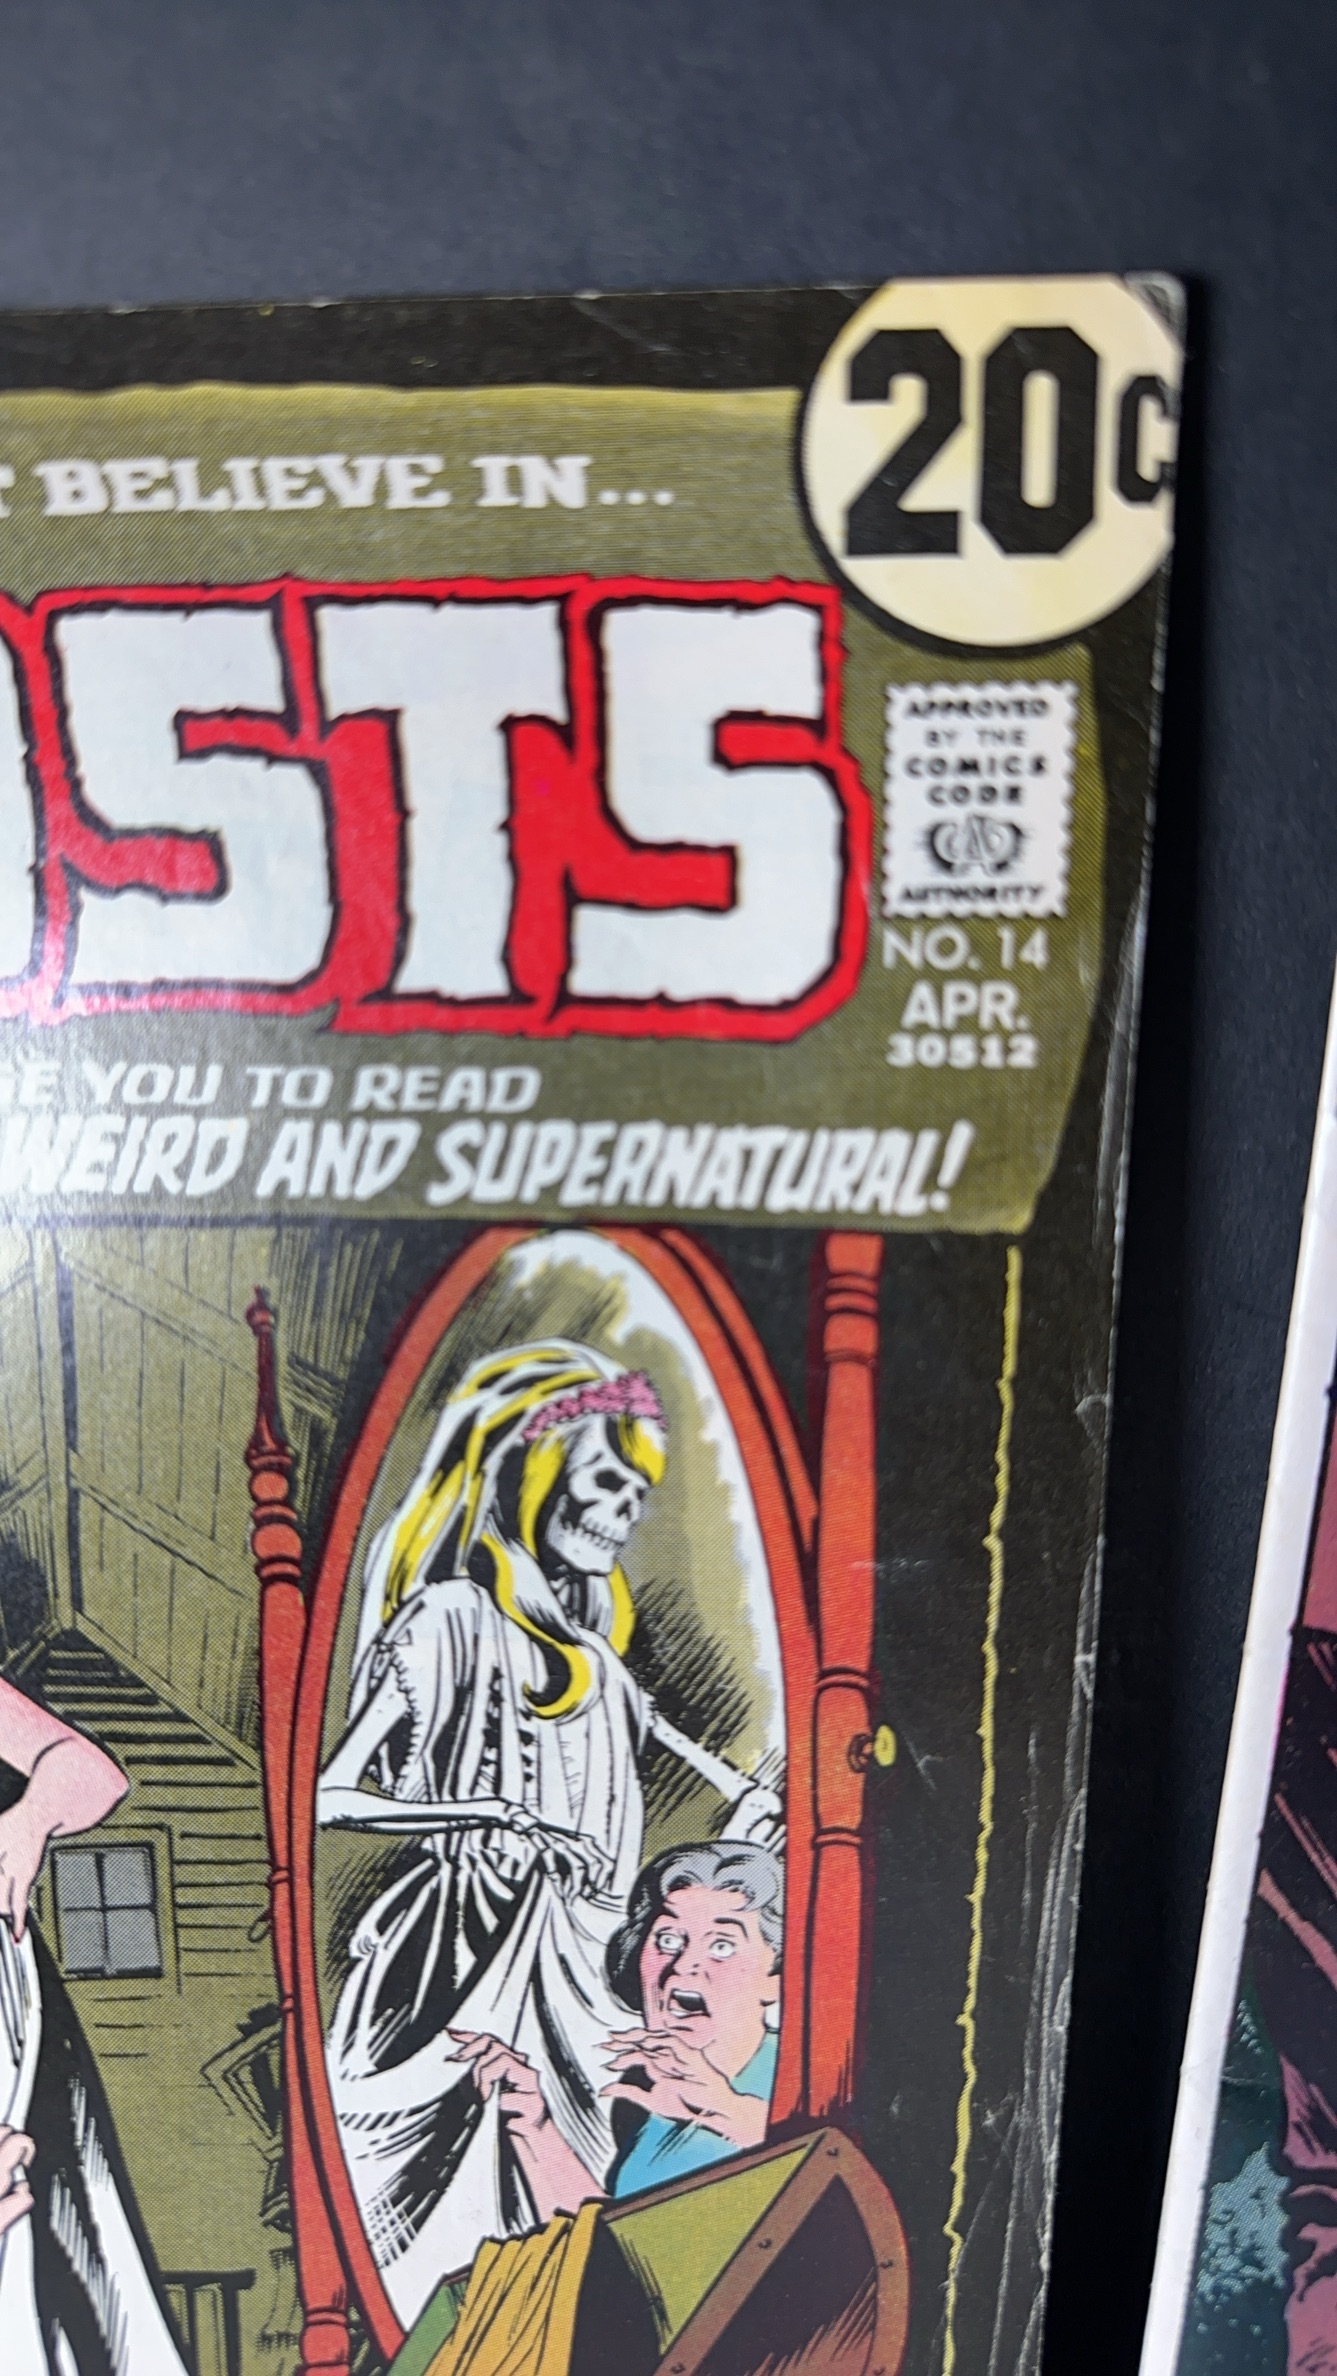 BELIEVE IN...
20¢
STS
APPROVED
BY THE
COMICS
CODE
AUTHORITY
NO. 14
APR.
30512
YOU TO READ
WEIRD AND SUPERNATURAL!